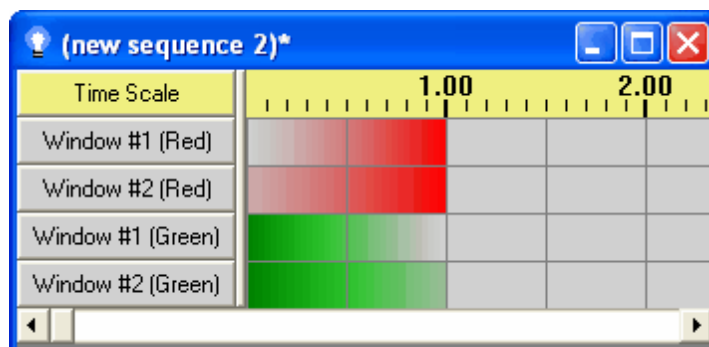 (new sequence 2)*
Time Scale 1.00 2.00
Window #1 (Red)
Window #2 (Red)
Window #1 (Green)
Window #2 (Green)